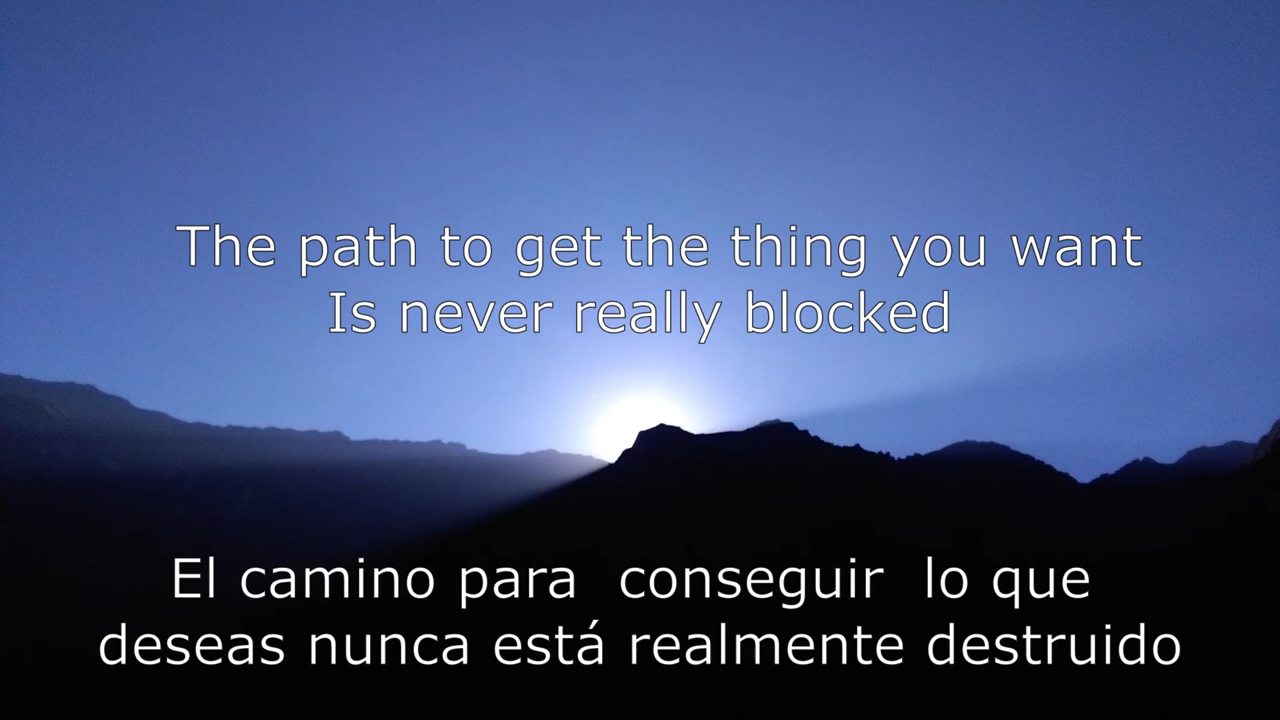 The path to get the thing you want
Is never really blocked
El camino para conseguir lo que
deseas nunca está realmente destruido